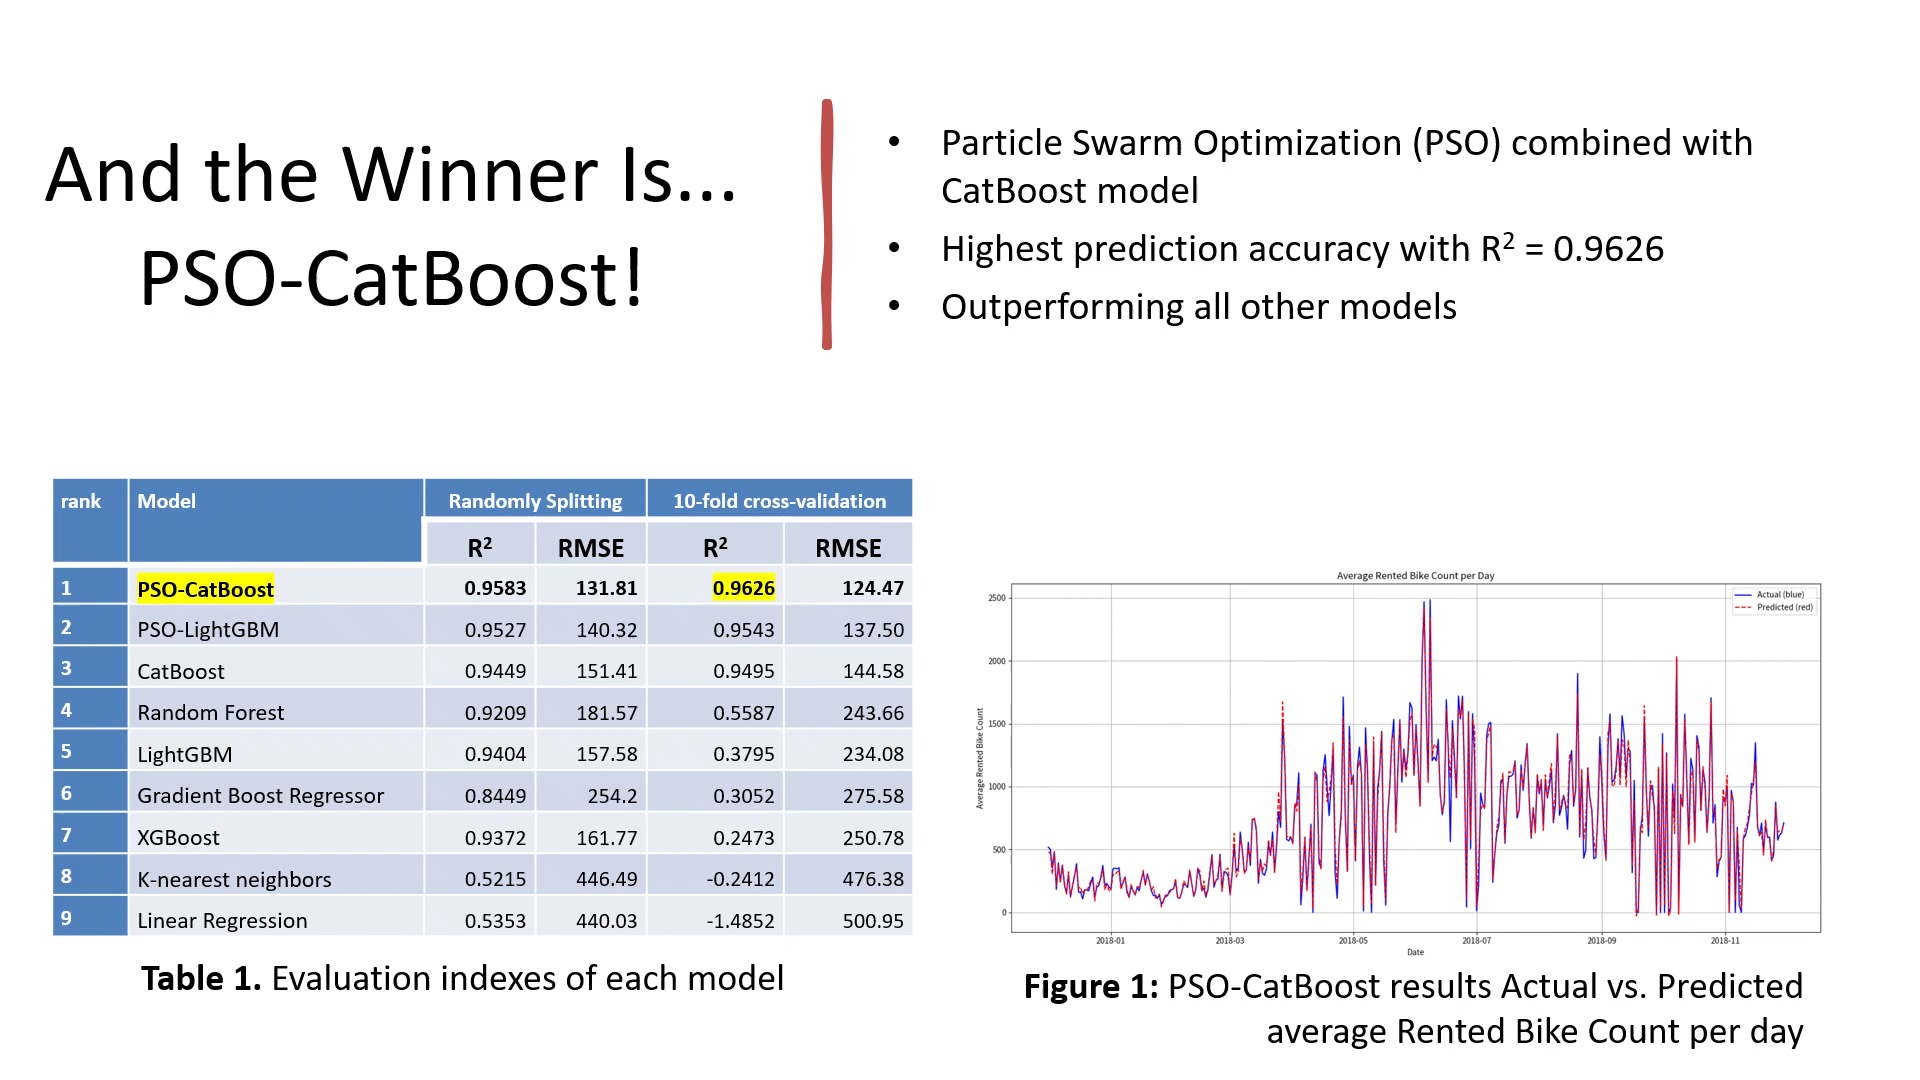 And the Winner Is...
PSO-CatBoost!
• Particle Swarm Optimization (PSO) combined with
CatBoost model
• Highest prediction accuracy with R² = 0.9626
• Outperforming all other models
rank Model Randomly Splitting 10-fold cross-validation
R² RMSE R² RMSE
1 PSO-CatBoost 0.9583 131.81 0.9626 124.47
2 PSO-LightGBM 0.9527 140.32 0.9543 137.50
3 CatBoost 0.9449 151.41 0.9495 144.58
4 Random Forest 0.9209 181.57 0.5587 243.66
5 LightGBM 0.9404 157.58 0.3795 234.08
6 Gradient Boost Regressor 0.8449 254.2 0.3052 275.58
7 XGBoost 0.9372 161.77 0.2473 250.78
8 K-nearest neighbors 0.5215 446.49 -0.2412 476.38
9 Linear Regression 0.5353 440.03 -1.4852 500.95
Table 1. Evaluation indexes of each model
Average Rented Bike Count per Day
Actual (blue)
Predicted (red)
Average Rented Bike Count
2500
2000
1500
1000
500
0
2018-01 2018-03 2018-05 2018-07 2018-09 2018-11
Date
Figure 1: PSO-CatBoost results Actual vs. Predicted
average Rented Bike Count per day